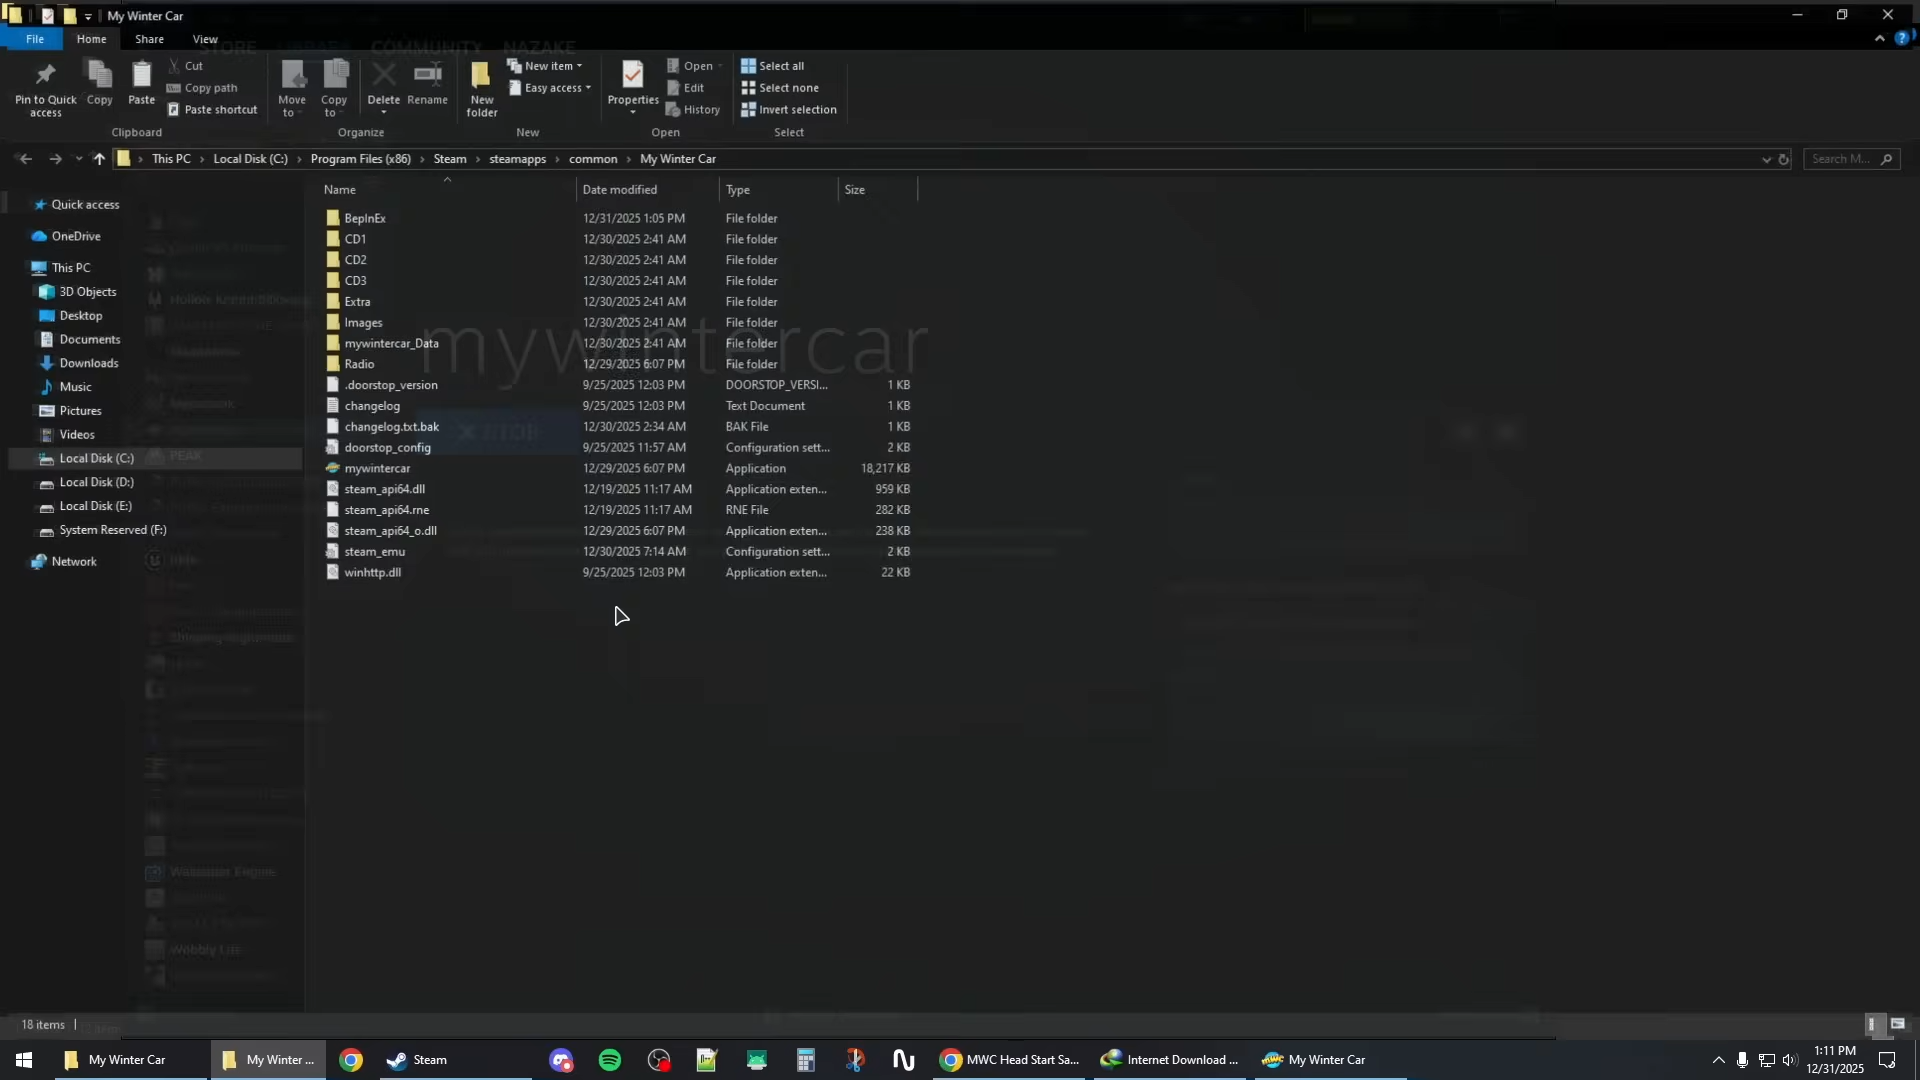 My Winter Car
File Home Share View
STORE COMMUNITY NAZAKE
Pin to Quick access
Copy
Paste
Cut
Copy path
Paste shortcut
Move to
Copy to
Delete
Rename
New folder
New item
Easy access
Properties
Open
Edit
History
Select all
Select none
Invert selection
Clipboard Organize New Open Select
This PC › Local Disk (C:) › Program Files (x86) › Steam › steamapps › common › My Winter Car
Search M...
Name Date modified Type Size
Quick access
OneDrive
This PC
3D Objects
Desktop
Documents
Downloads
Music
Pictures
Videos
Local Disk (C:)
Local Disk (D:)
Local Disk (E:)
System Reserved (F:)
Network
BepInEx 12/31/2025 1:05 PM File folder
CD1 12/30/2025 2:41 AM File folder
CD2 12/30/2025 2:41 AM File folder
CD3 12/30/2025 2:41 AM File folder
Extra 12/30/2025 2:41 AM File folder
Images 12/30/2025 2:41 AM File folder
mywintercar_Data 12/30/2025 2:41 AM File folder
Radio 12/29/2025 6:07 PM File folder
.doorstop_version 9/25/2025 12:03 PM DOORSTOP_VERSI... 1 KB
changelog 9/25/2025 12:03 PM Text Document 1 KB
changelog.txt.bak 12/30/2025 2:34 AM BAK File 1 KB
doorstop_config 9/25/2025 11:57 AM Configuration sett... 2 KB
mywintercar 12/29/2025 6:07 PM Application 18,217 KB
steam_api64.dll 12/19/2025 11:17 AM Application exten... 959 KB
steam_api64.rne 12/19/2025 11:17 AM RNE File 282 KB
steam_api64_o.dll 12/29/2025 6:07 PM Application exten... 238 KB
steam_emu 12/30/2025 7:14 AM Configuration sett... 2 KB
winhttp.dll 9/25/2025 12:03 PM Application exten... 22 KB
mywintercar
PEAK
Wallpaper Engine
Wobbly Life
18 items
My Winter Car
My Winter ...
Steam
MWC Head Start Sa...
Internet Download ...
My Winter Car
1:11 PM
12/31/2025